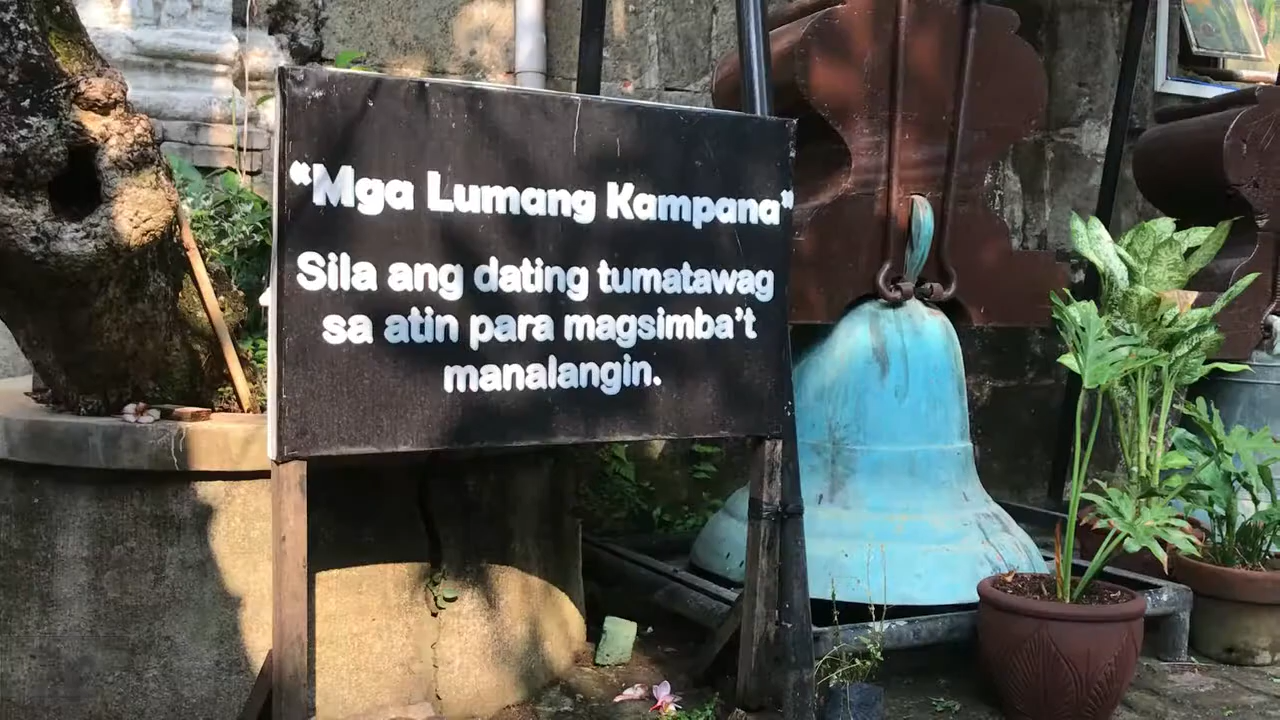 “Mga Lumang Kampana”
Sila ang dating tumatawag
sa atin para magsimba’t
manalangin.